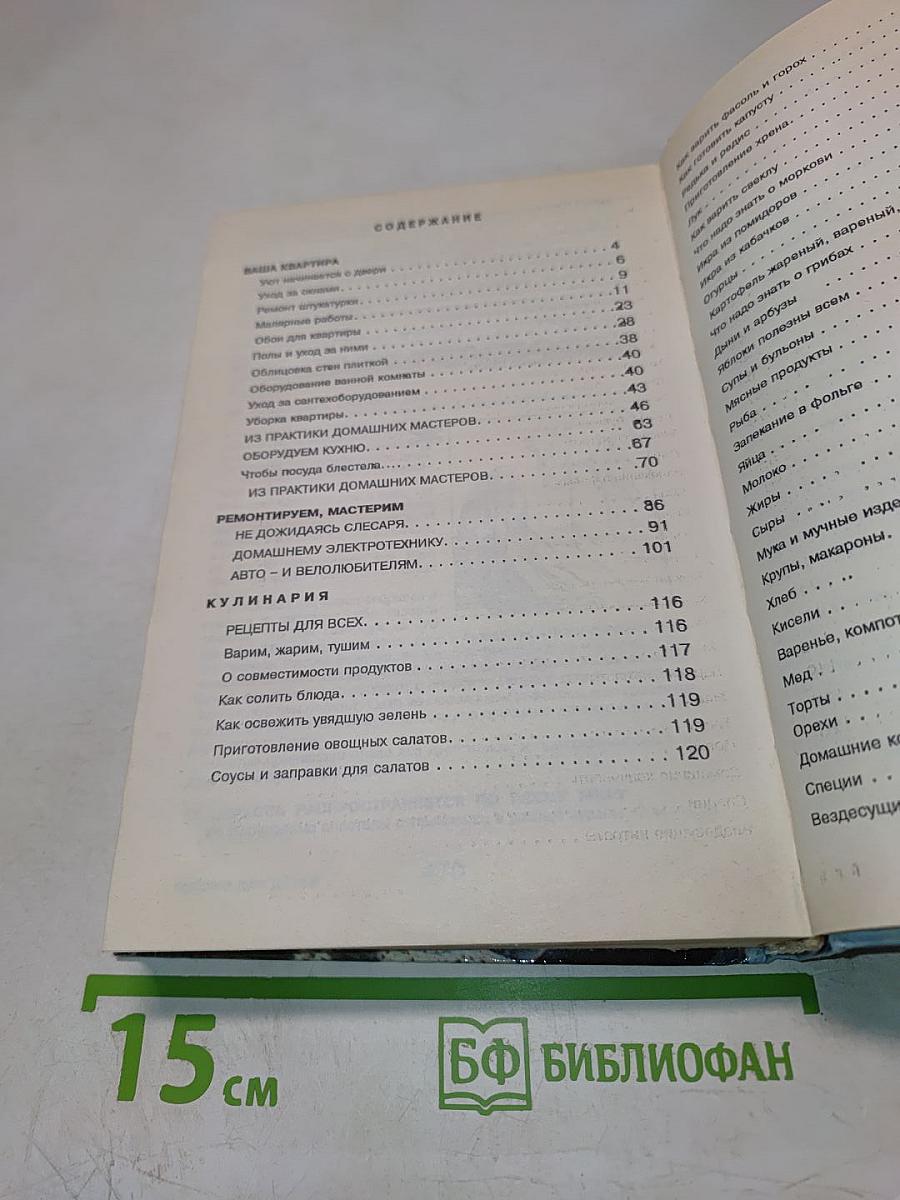 СОДЕРЖАНИЕ
ВАША КВАРТИРА
Уют начинается с двери 4
Уход за окнами 6
Ремонт штукатурки 9
Малярные работы 11
Обои для квартиры 23
Полы и уход за ними 28
Облицовка стен плиткой 38
Оборудование ванной комнаты 40
Уход за сантехоборудованием 40
Уборка квартиры 43
ИЗ ПРАКТИКИ ДОМАШНИХ МАСТЕРОВ 46
ОБОРУДУЕМ КУХНЮ 63
Чтобы посуда блестела 67
ИЗ ПРАКТИКИ ДОМАШНИХ МАСТЕРОВ 70
РЕМОНТИРУЕМ, МАСТЕРИМ
НЕ ДОЖИДАЯСЬ СЛЕСАРЯ 86
ДОМАШНЕМУ ЭЛЕКТРОТЕХНИКУ 91
АВТО – И ВЕЛОЛЮБИТЕЛЯМ 101
КУЛИНАРИЯ
РЕЦЕПТЫ ДЛЯ ВСЕХ 116
Варим, жарим, тушим 116
О совместимости продуктов 117
Как солить блюда 118
Как освежить увядшую зелень 119
Приготовление овощных салатов 119
Соусы и заправки для салатов 120
Как варить фасоль и горох
Как готовить капусту
Редька и редис
Приготовление хрена
Лук
Как варить свеклу
Что надо знать о моркови
Икра из помидоров
Икра из кабачков
Огурцы
Картофель жареный, вареный,
Что надо знать о грибах
Дыни и арбузы
Яблоки полезны всем
Супы и бульоны
Мясные продукты
Рыба
Запекание в фольге
Яйца
Молоко
Жиры
Сыры
Мука и мучные изде
Крупы, макароны
Хлеб
Кисели
Варенье, компот
Мед
Торты
Орехи
Домашние ко
Специи
Вездесущи
15 см
БФ БИБЛИОФАН